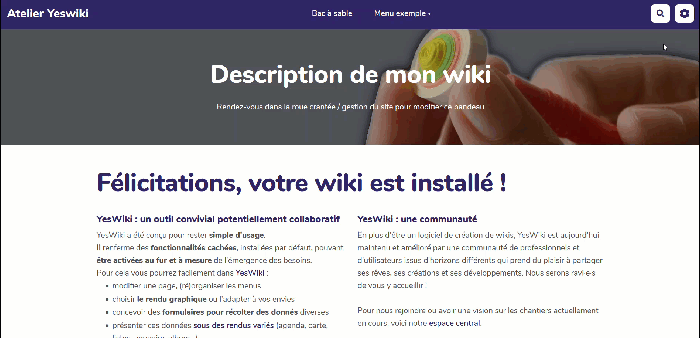 Atelier Yeswiki
Bac à sable
Menu exemple
Description de mon wiki
Rendez-vous dans la roue crantée / gestion du site pour modifier ce bandeau
Félicitations, votre wiki est installé !
YesWiki : un outil convivial potentiellement collaboratif
YesWiki a été conçu pour rester simple d'usage.
Il renferme des fonctionnalités cachées, installées par défaut, pouvant
être activées au fur et à mesure de l'émergence des besoins.
Pour cela vous pourrez facilement dans YesWiki :
modifier une page, (ré)organiser les menus
choisir le rendu graphique ou l'adapter à vos envies
concevoir des formulaires pour récolter des donnés diverses
présenter ces données sous des rendus variés (agenda, carte,
YesWiki : une communauté
En plus d'être un logiciel de création de wikis, YesWiki est aujourd'hui
maintenu et amélioré par une communauté de professionnels et
d'utilisateurs issus d'horizons différents qui prend du plaisir à partager
ses rêves, ses créations et ses développements. Nous serons ravi·e·s
de vous y accueillir.
Pour nous rejoindre ou avoir une vision sur les chantiers actuellement
en cours, voici notre espace central.